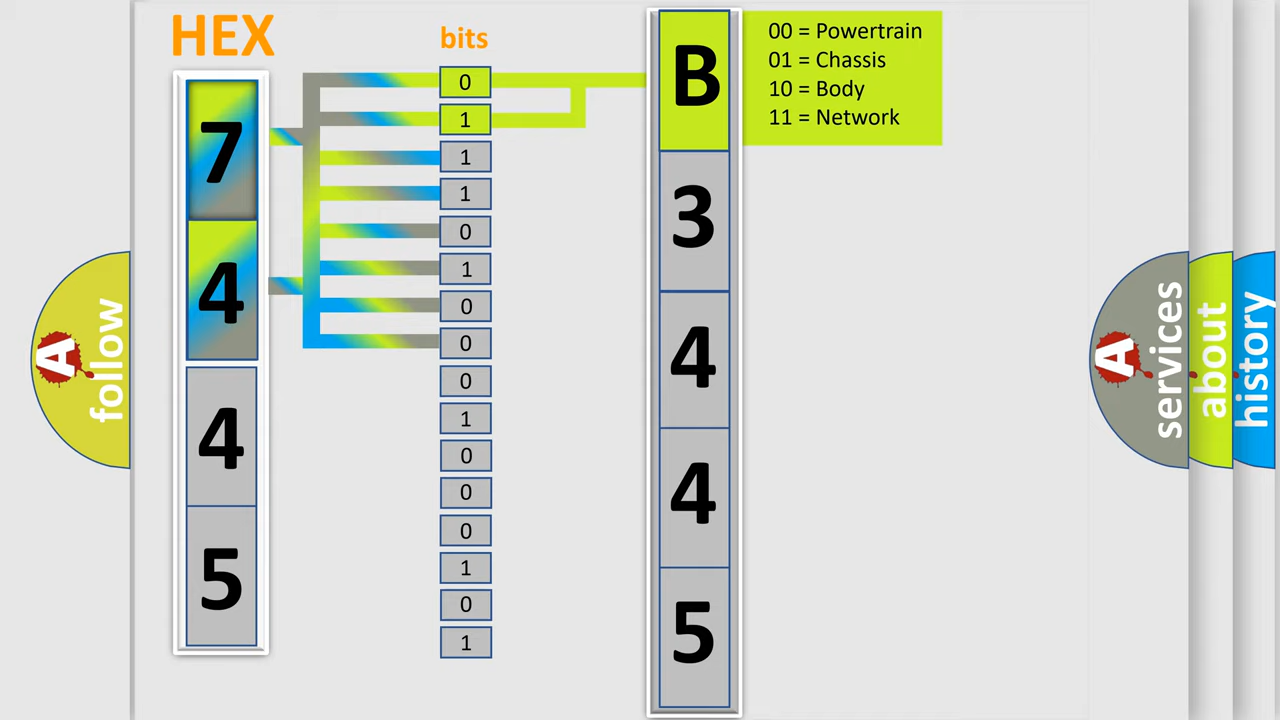 HEX
bits
7
4
4
5
0
1
1
1
0
1
0
0
0
1
0
0
0
1
0
1
B
3
4
4
5
00 = Powertrain
01 = Chassis
10 = Body
11 = Network
A
follow
A
services
about
history